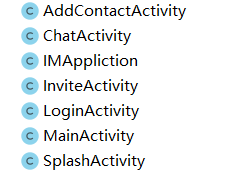 C AddContactActivity
C ChatActivity
C IMAppliction
C InviteActivity
C LoginActivity
C MainActivity
C SplashActivity